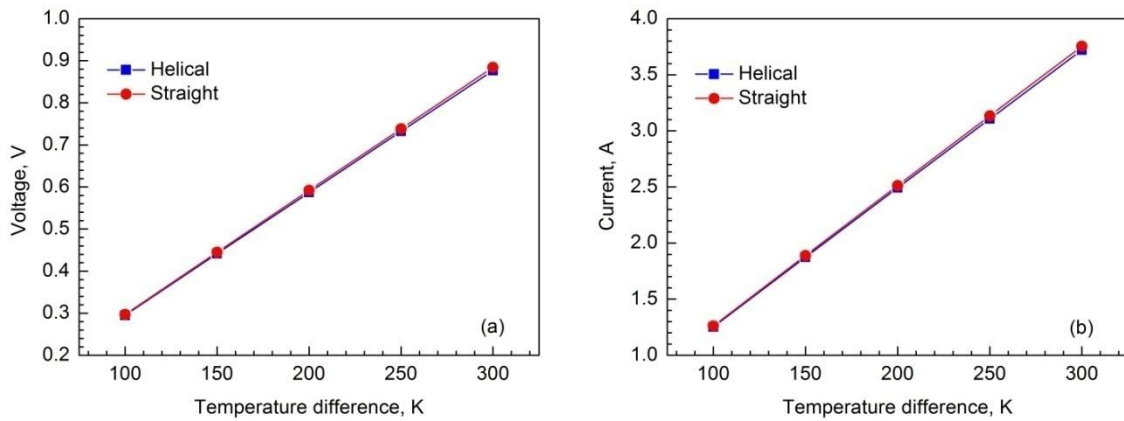 1.0
0.9
0.8
0.7
0.6
0.5
0.4
0.3
0.2
Voltage, V
Helical
Straight
(a)
100 150 200 250 300
Temperature difference, K
4.0
3.5
3.0
2.5
2.0
1.5
1.0
Current, A
Helical
Straight
(b)
100 150 200 250 300
Temperature difference, K